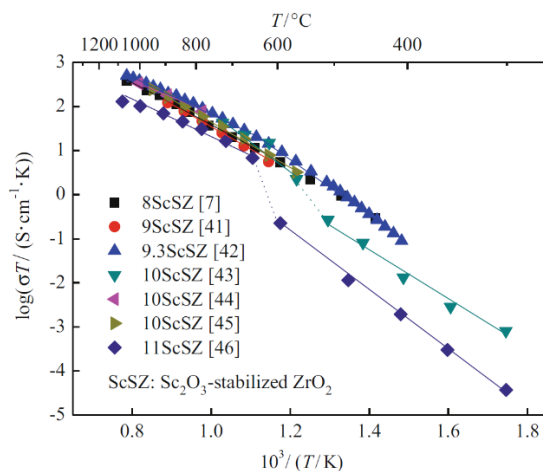 T/°C
1200 1000 800 600 400
log(σT/(S·cm⁻¹·K))
3
2
1
0
-1
-2
-3
-4
-5
8ScSZ [7]
9ScSZ [41]
9.3ScSZ [42]
10ScSZ [43]
10ScSZ [44]
10ScSZ [45]
11ScSZ [46]
ScSZ: Sc₂O₃-stabilized ZrO₂
0.8 1.0 1.2 1.4 1.6 1.8
10³/(T/K)